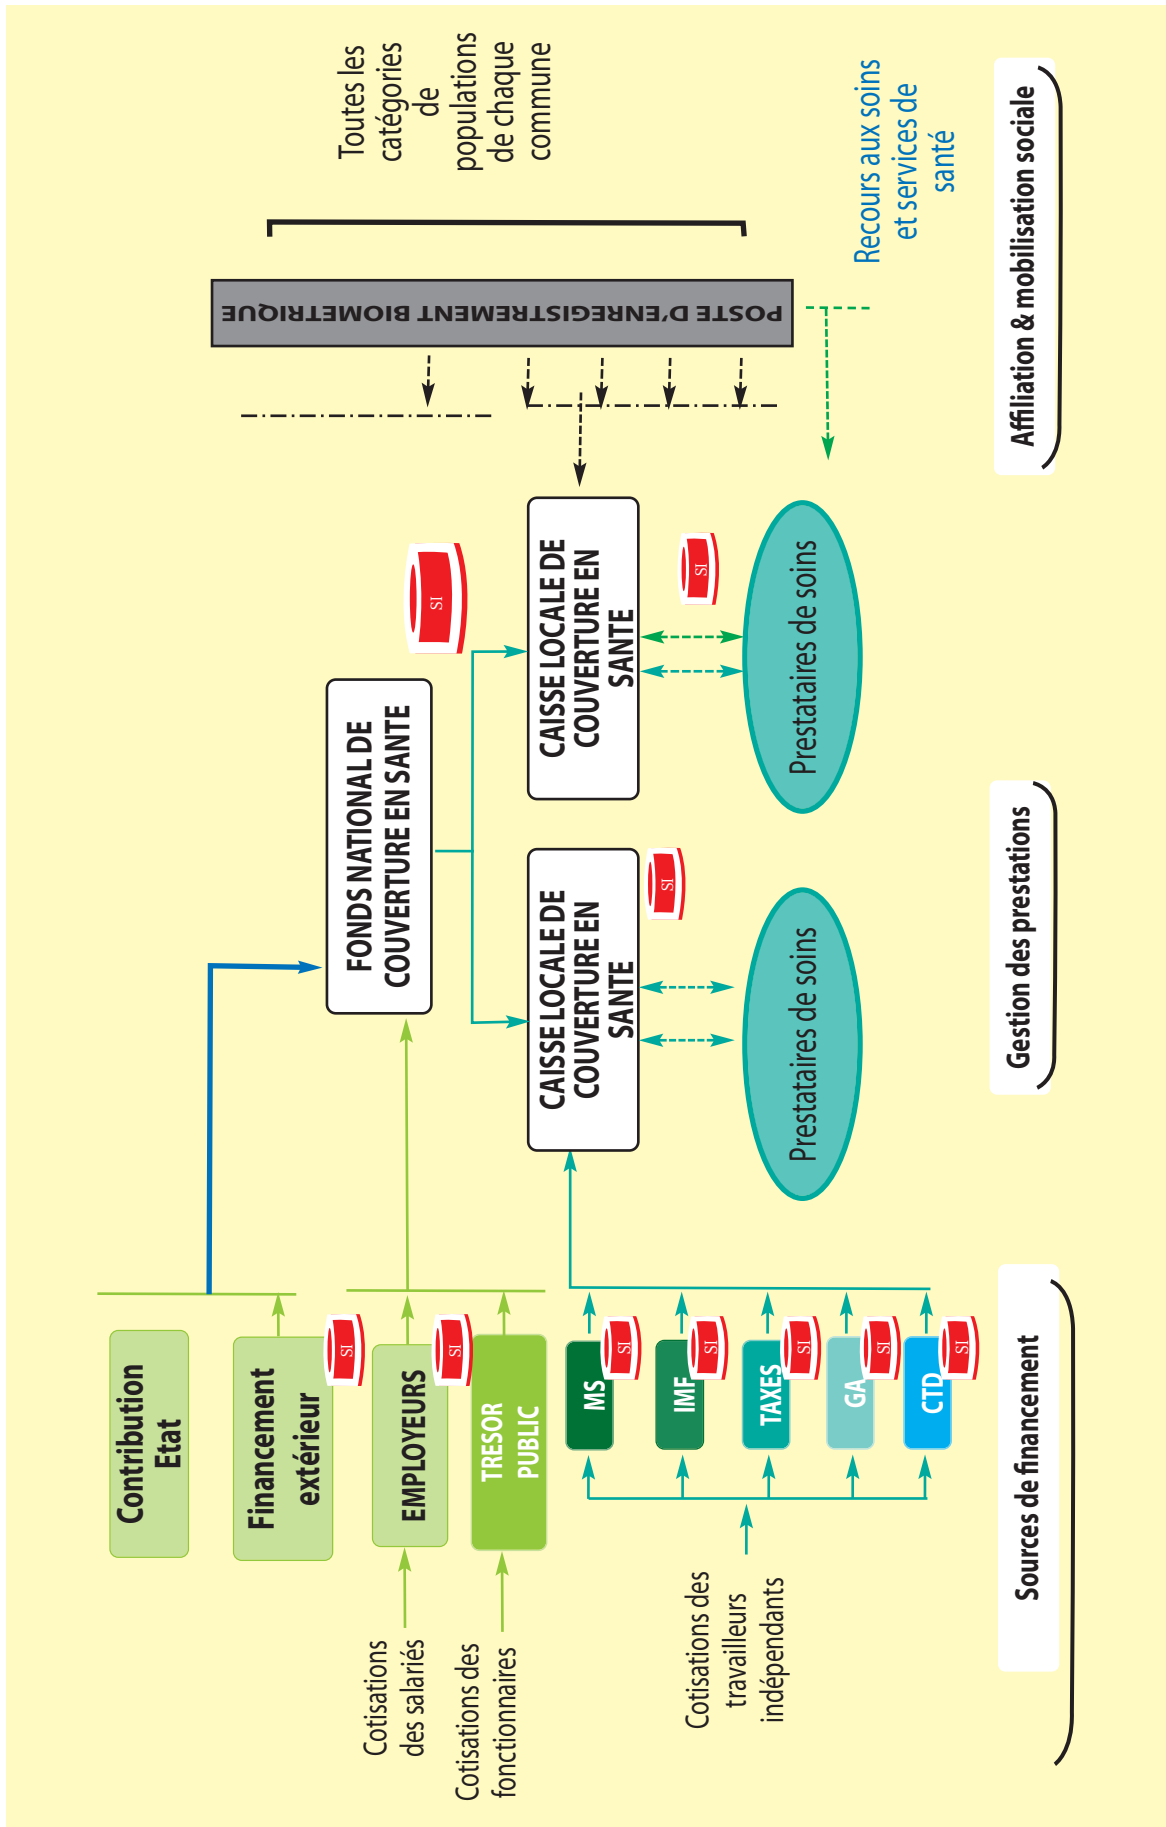 Contribution
Etat
Financement
extérieur
SI
Cotisations
des salariés
EMPLOYEURS
SI
Cotisations des
fonctionnaires
TRESOR
PUBLIC
Cotisations des
travailleurs
indépendants
MS
SI
IMF
SI
TAXES
SI
GA
SI
CTD
SI
Sources de financement
FONDS NATIONAL DE
COUVERTURE EN SANTE
SI
CAISSE LOCALE DE
COUVERTURE EN
SANTE
SI
Prestataires de soins
CAISSE LOCALE DE
COUVERTURE EN
SANTE
SI
Prestataires de soins
Gestion des prestations
POSTE D'ENREGISTREMENT BIOMETRIQUE
Toutes les
catégories
de
populations
de chaque
commune
Recours aux soins
et services de
santé
Affiliation & mobilisation sociale